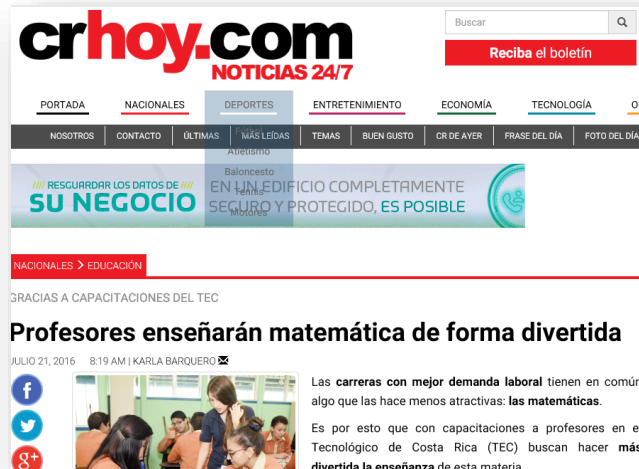 crhoy.com
NOTICIAS 24/7
Buscar
Reciba el boletín
PORTADA NACIONALES DEPORTES ENTRETENIMIENTO ECONOMÍA TECNOLOGÍA
NOSOTROS CONTACTO ÚLTIMAS MÁS LEÍDAS TEMAS BUEN GUSTO CR DE AYER FRASE DEL DÍA FOTO DEL DÍA
Atletismo
Baloncesto
Tennis
Motores
//// RESGUARDAR LOS DATOS DE ////
SU NEGOCIO
EN UN EDIFICIO COMPLETAMENTE
SEGURO Y PROTEGIDO, ES POSIBLE
NACIONALES > EDUCACIÓN
GRACIAS A CAPACITACIONES DEL TEC
Profesores enseñarán matemática de forma divertida
JULIO 21, 2016 8:19 AM | KARLA BARQUERO
f
g+
Las carreras con mejor demanda laboral tienen en común
algo que las hace menos atractivas: las matemáticas.
Es por esto que con capacitaciones a profesores en e
Tecnológico de Costa Rica (TEC) buscan hacer más
divertida la enseñanza de esta materia